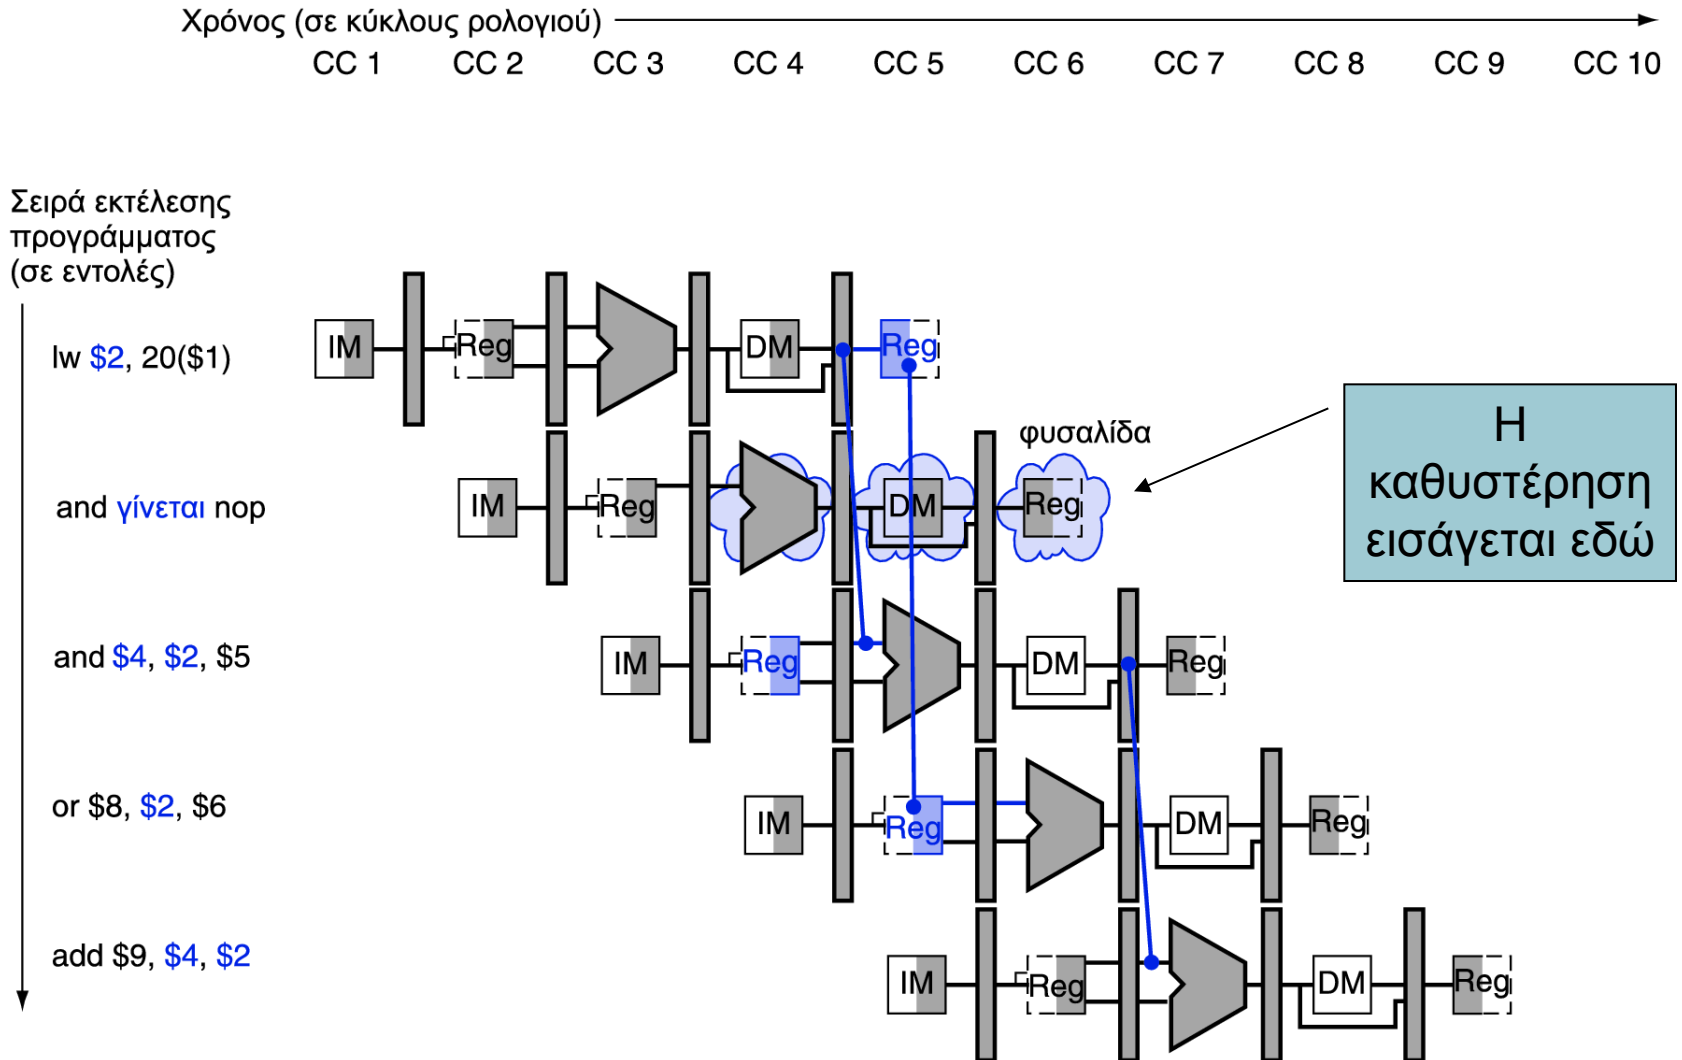 Χρόνος (σε κύκλους ρολογιού)
CC 1 CC 2 CC 3 CC 4 CC 5 CC 6 CC 7 CC 8 CC 9 CC 10
Σειρά εκτέλεσης
προγράμματος
(σε εντολές)
lw $2, 20($1)
IM Reg DM Reg
φυσαλίδα
Η
καθυστέρηση
εισάγεται εδώ
and γίνεται nop
IM Reg DM Reg
and $4, $2, $5
IM Reg DM Reg
or $8, $2, $6
IM Reg DM Reg
add $9, $4, $2
IM Reg DM Reg